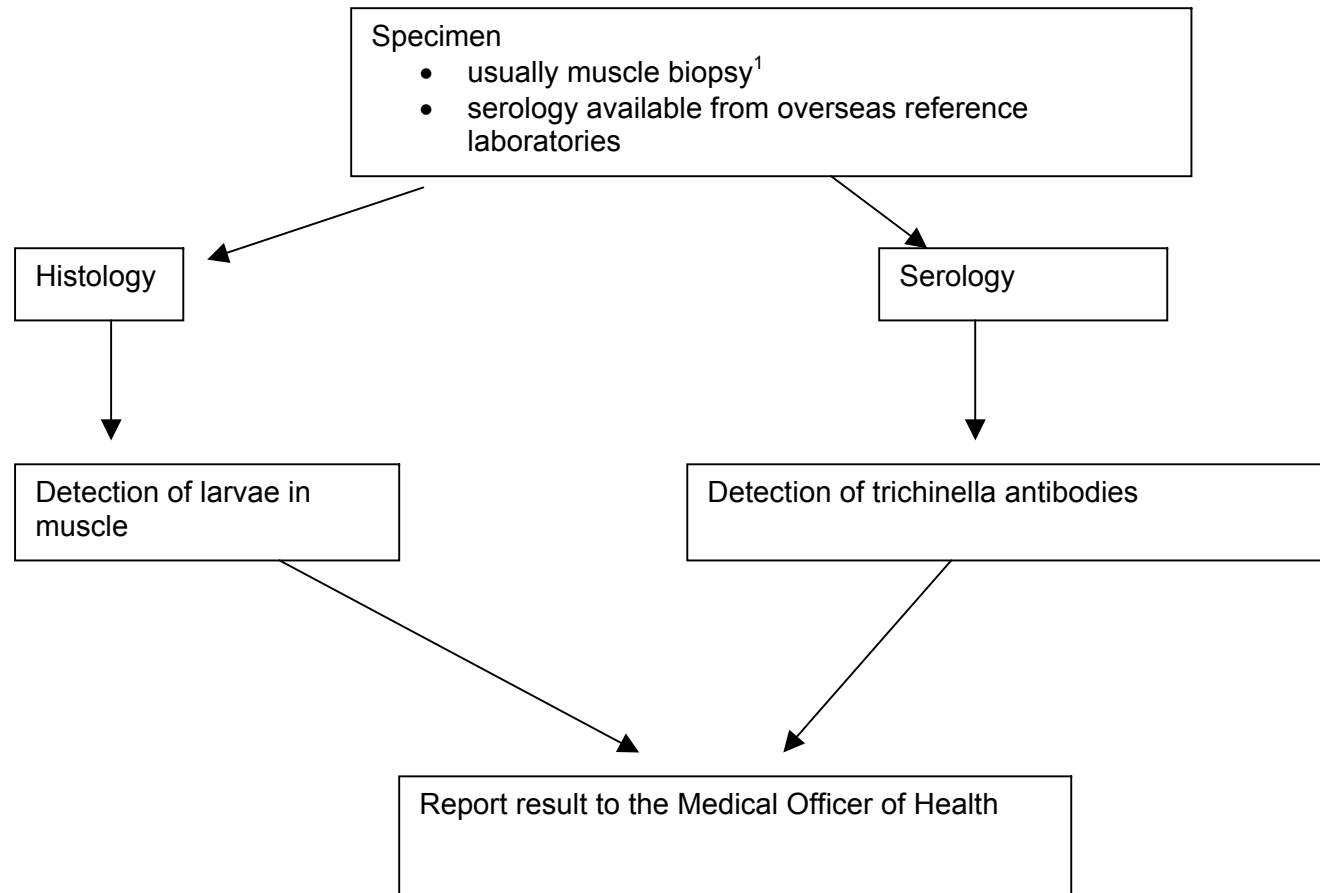 Specimen
• usually muscle biopsy¹
• serology available from overseas reference
laboratories
Histology
Serology
Detection of larvae in
muscle
Detection of trichinella antibodies
Report result to the Medical Officer of Health